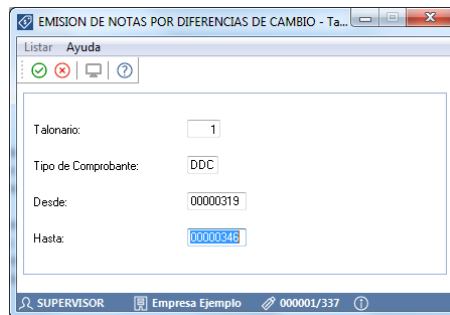 EMISION DE NOTAS POR DIFERENCIAS DE CAMBIO - Ta...
Listar Ayuda
Talonario: 1
Tipo de Comprobante: DDC
Desde: 00000319
Hasta: 00000346
SUPERVISOR Empresa Ejemplo 000001/337